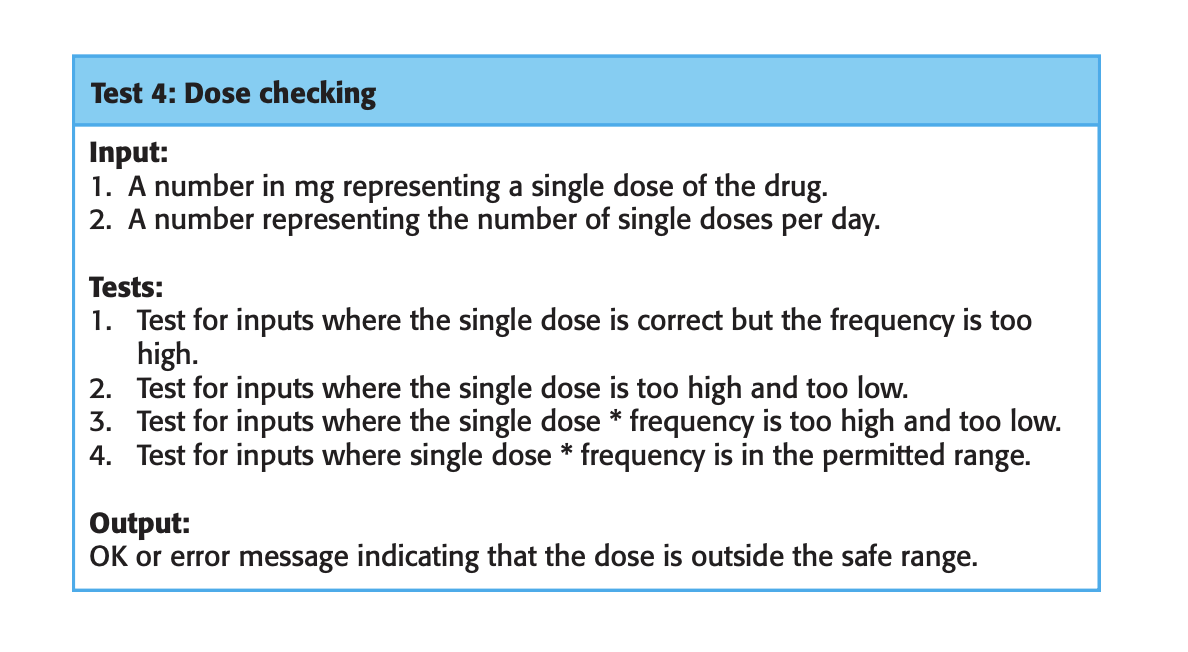 Test 4: Dose checking
Input:
1. A number in mg representing a single dose of the drug.
2. A number representing the number of single doses per day.
Tests:
1. Test for inputs where the single dose is correct but the frequency is too
high.
2. Test for inputs where the single dose is too high and too low.
3. Test for inputs where the single dose * frequency is too high and too low.
4. Test for inputs where single dose * frequency is in the permitted range.
Output:
OK or error message indicating that the dose is outside the safe range.